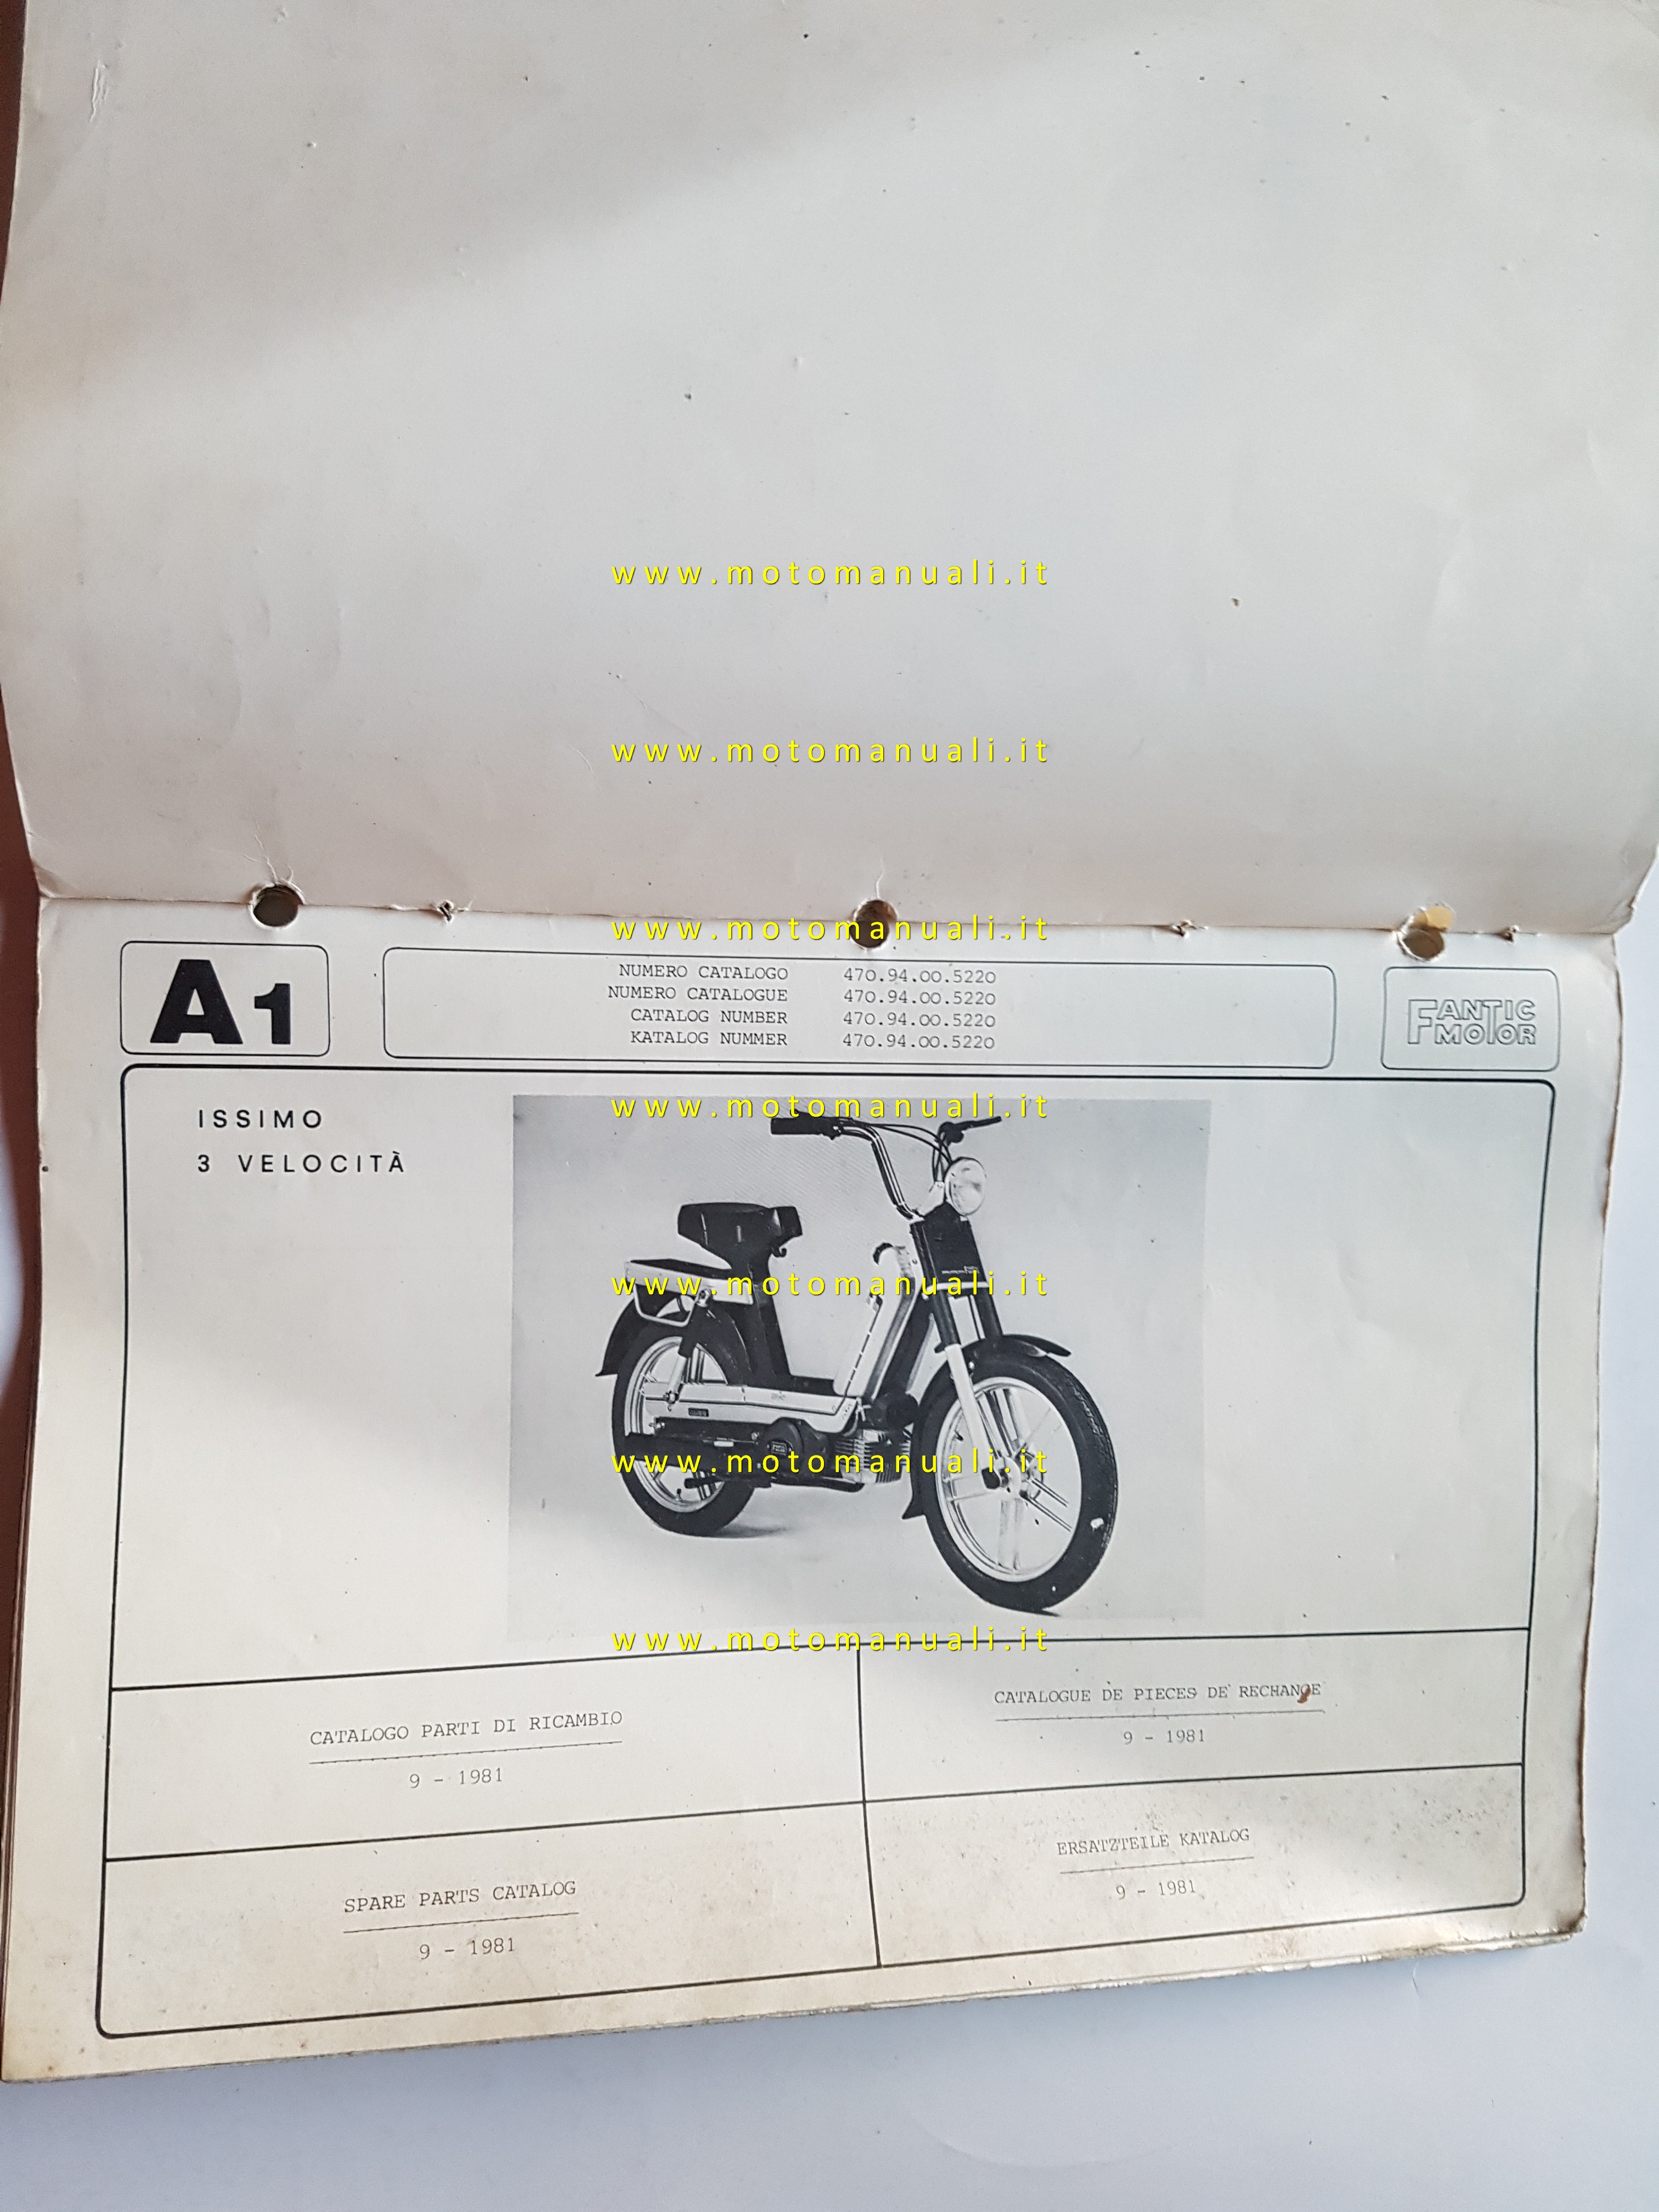 www.motomanuali.it
www.motomanuali.it
www.motomanuali.it
A1
NUMERO CATALOGO 470.94.00.5220
NUMERO CATALOGUE 470.94.00.5220
CATALOG NUMBER 470.94.00.5220
KATALOG NUMMER 470.94.00.5220
FANTIC
MOTOR
www.motomanuali.it
ISSIMO
3 VELOCITÀ
www.motomanuali.it
www.motomanuali.it
www.motomanuali.it
CATALOGO PARTI DI RICAMBIO
9 - 1981
CATALOGUE DE PIECES DE RECHANGE
9 - 1981
SPARE PARTS CATALOG
9 - 1981
ERSATZTEILE KATALOG
9 - 1981